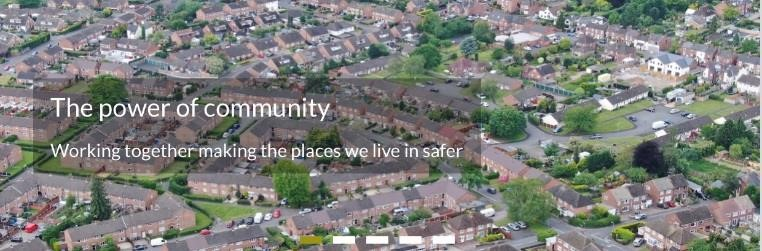 The power of community
Working together making the places we live in safer